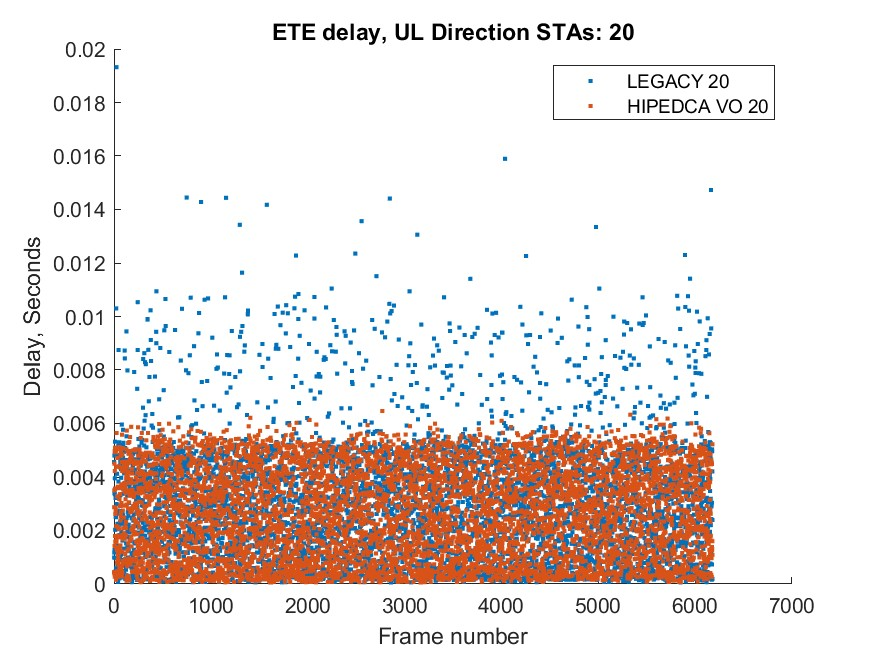 ETE delay, UL Direction STAs: 20
LEGACY 20
HIPEDCA VO 20
Delay, Seconds
0.02
0.018
0.016
0.014
0.012
0.01
0.008
0.006
0.004
0.002
0
0 1000 2000 3000 4000 5000 6000 7000
Frame number